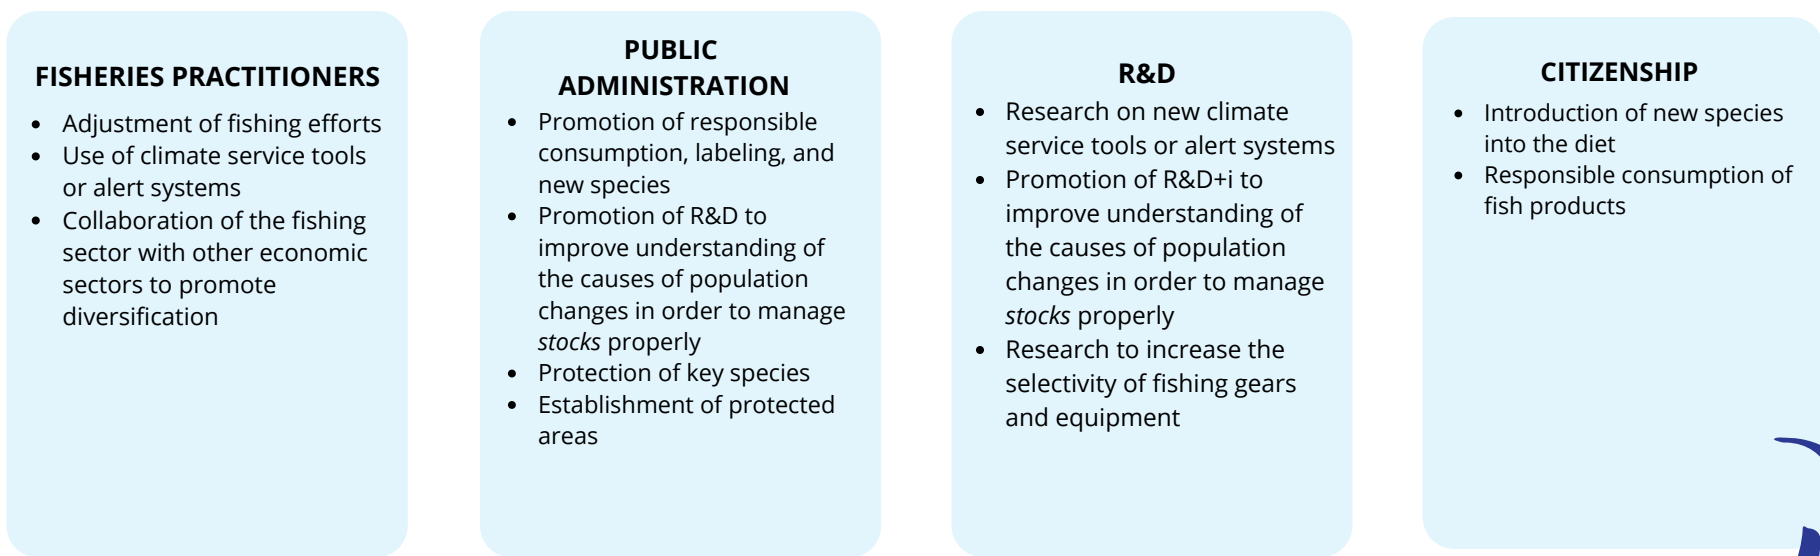 FISHERIES PRACTITIONERS
• Adjustment of fishing efforts
• Use of climate service tools
or alert systems
• Collaboration of the fishing
sector with other economic
sectors to promote
diversification
PUBLIC
ADMINISTRATION
• Promotion of responsible
consumption, labeling, and
new species
• Promotion of R&D to
improve understanding of
the causes of population
changes in order to manage
stocks properly
• Protection of key species
• Establishment of protected
areas
R&D
• Research on new climate
service tools or alert systems
• Promotion of R&D+i to
improve understanding of
the causes of population
changes in order to manage
stocks properly
• Research to increase the
selectivity of fishing gears
and equipment
CITIZENSHIP
• Introduction of new species
into the diet
• Responsible consumption of
fish products